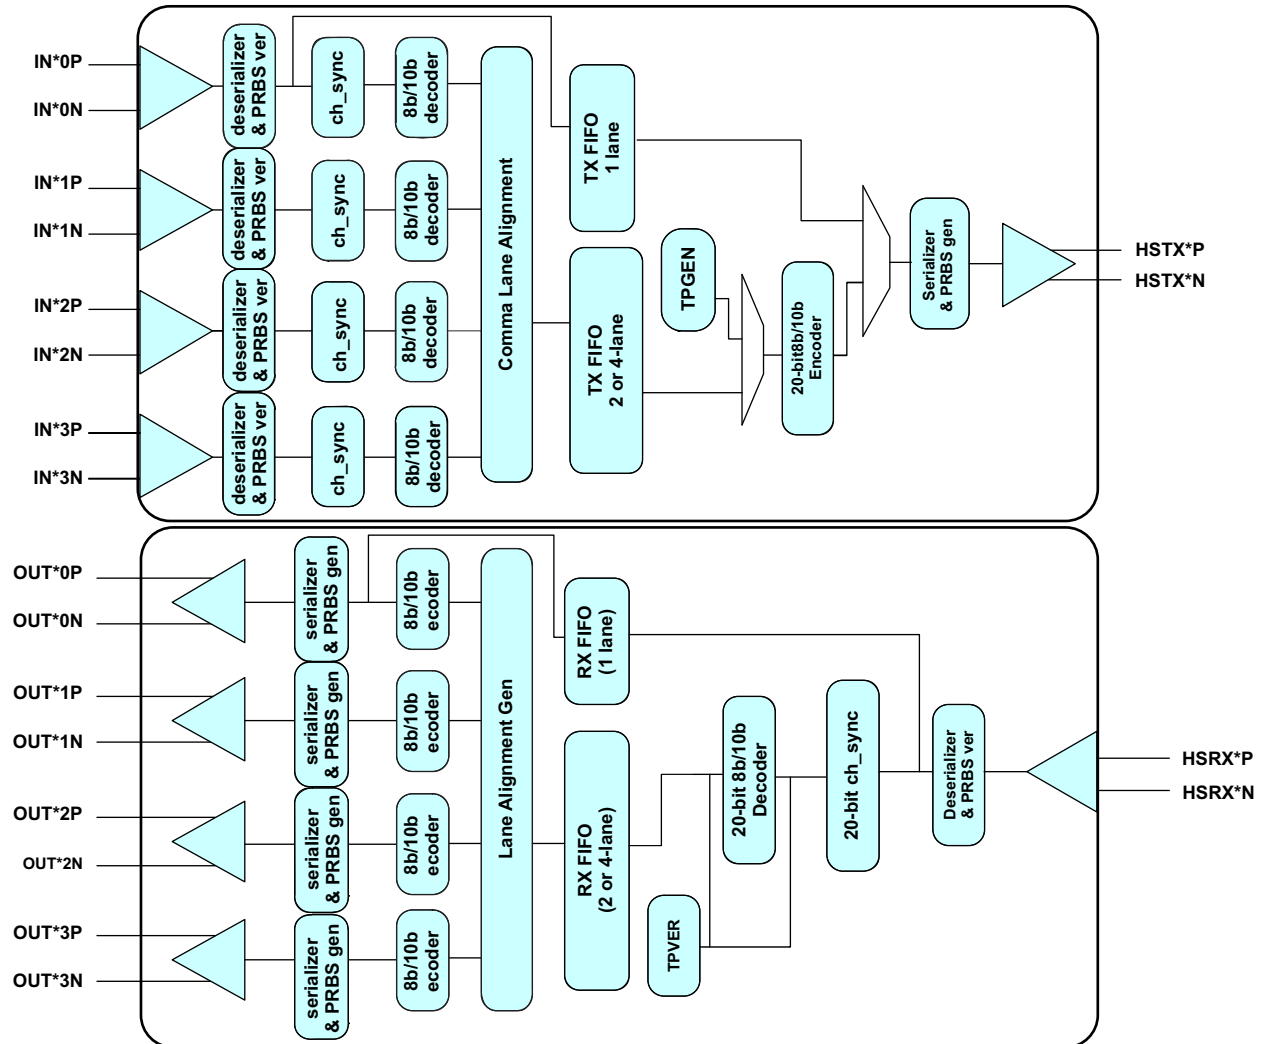 IN*0P
IN*0N
IN*1P
IN*1N
IN*2P
IN*2N
IN*3P
IN*3N
deserializer
& PRBS ver
deserializer
& PRBS ver
deserializer
& PRBS ver
deserializer
& PRBS ver
ch_sync
ch_sync
ch_sync
ch_sync
8b/10b
decoder
8b/10b
decoder
8b/10b
decoder
8b/10b
decoder
Comma Lane Alignment
TX FIFO
1 lane
TX FIFO
2 or 4-lane
TPGEN
20-bit8b/10b
Encoder
Serializer
& PRBS gen
HSTX*P
HSTX*N
OUT*0P
OUT*0N
OUT*1P
OUT*1N
OUT*2P
OUT*2N
OUT*3P
OUT*3N
serializer
& PRBS gen
serializer
& PRBS gen
serializer
& PRBS gen
serializer
& PRBS gen
8b/10b
ecoder
8b/10b
ecoder
8b/10b
ecoder
8b/10b
ecoder
Lane Alignment Gen
RX FIFO
(1 lane)
RX FIFO
(2 or 4-lane)
TPVER
20-bit 8b/10b
Decoder
20-bit ch_sync
Deserializer
& PRBS ver
HSRX*P
HSRX*N